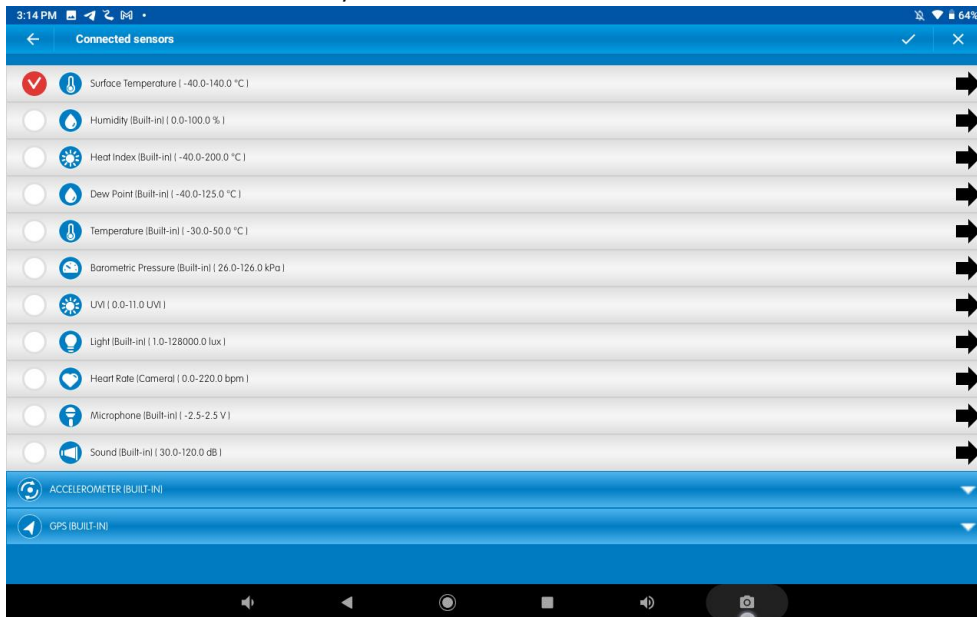 3:14 PM
64%
Connected sensors
Surface Temperature ( -40.0-140.0 °C )
Humidity (Built-in) ( 0.0-100.0 % )
Heat Index (Built-in) ( -40.0-200.0 °C )
Dew Point (Built-in) ( -40.0-125.0 °C )
Temperature (Built-in) ( -30.0-50.0 °C )
Barometric Pressure (Built-in) ( 26.0-126.0 kPa )
UVI ( 0.0-11.0 UVI )
Light (Built-in) ( 1.0-128000.0 lux )
Heart Rate (Camera) ( 0.0-220.0 bpm )
Microphone (Built-in) ( -2.5-2.5 V )
Sound (Built-in) ( 30.0-120.0 dB )
ACCELEROMETER (BUILT-IN)
GPS (BUILT-IN)